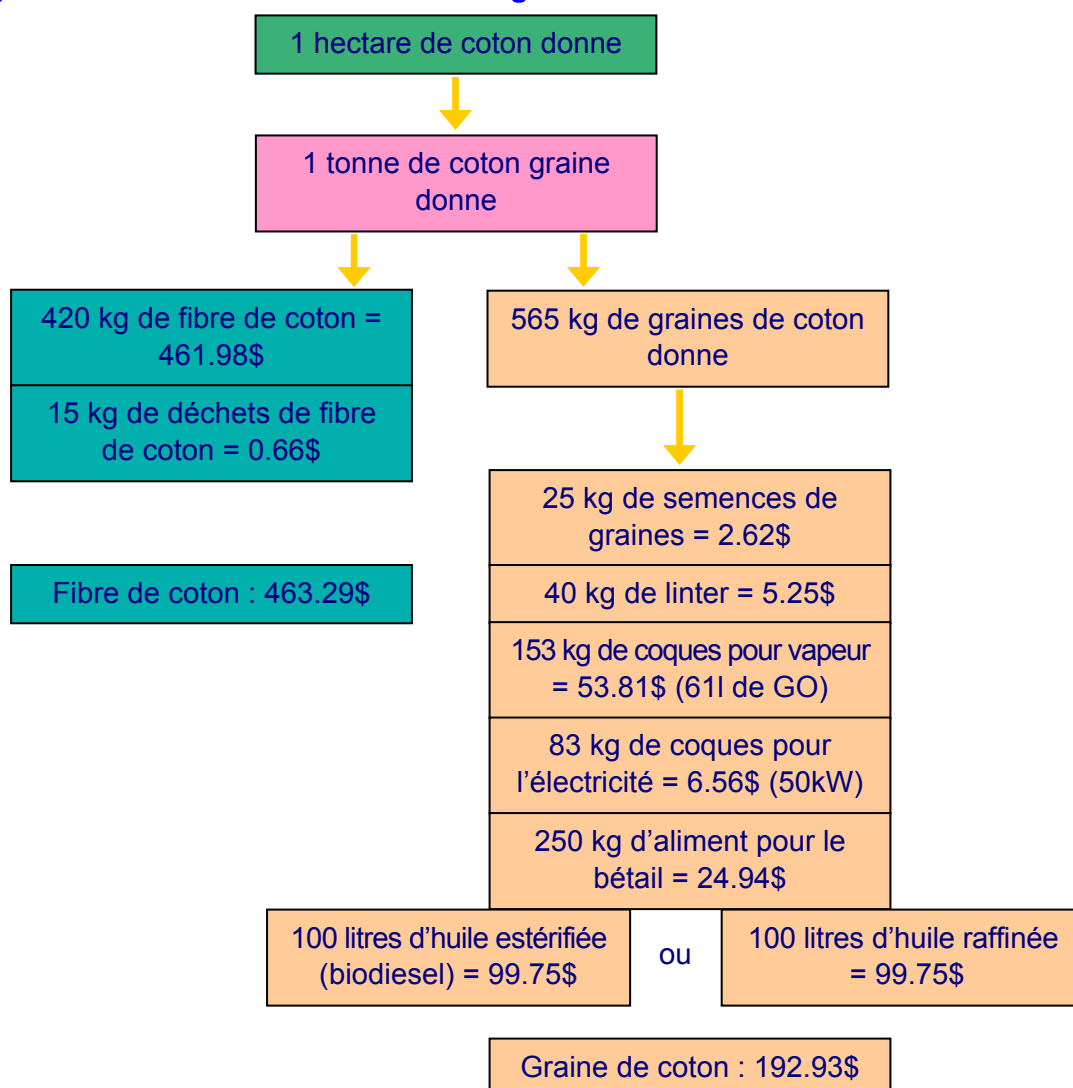 1 hectare de coton donne
1 tonne de coton graine
donne
420 kg de fibre de coton =
461.98$
15 kg de déchets de fibre
de coton = 0.66$
Fibre de coton : 463.29$
565 kg de graines de coton
donne
25 kg de semences de
graines = 2.62$
40 kg de linter = 5.25$
153 kg de coques pour vapeur
= 53.81$ (61l de GO)
83 kg de coques pour
l’électricité = 6.56$ (50kW)
250 kg d’aliment pour le
bétail = 24.94$
100 litres d’huile estérifiée
(biodiesel) = 99.75$
ou
100 litres d’huile raffinée
= 99.75$
Graine de coton : 192.93$